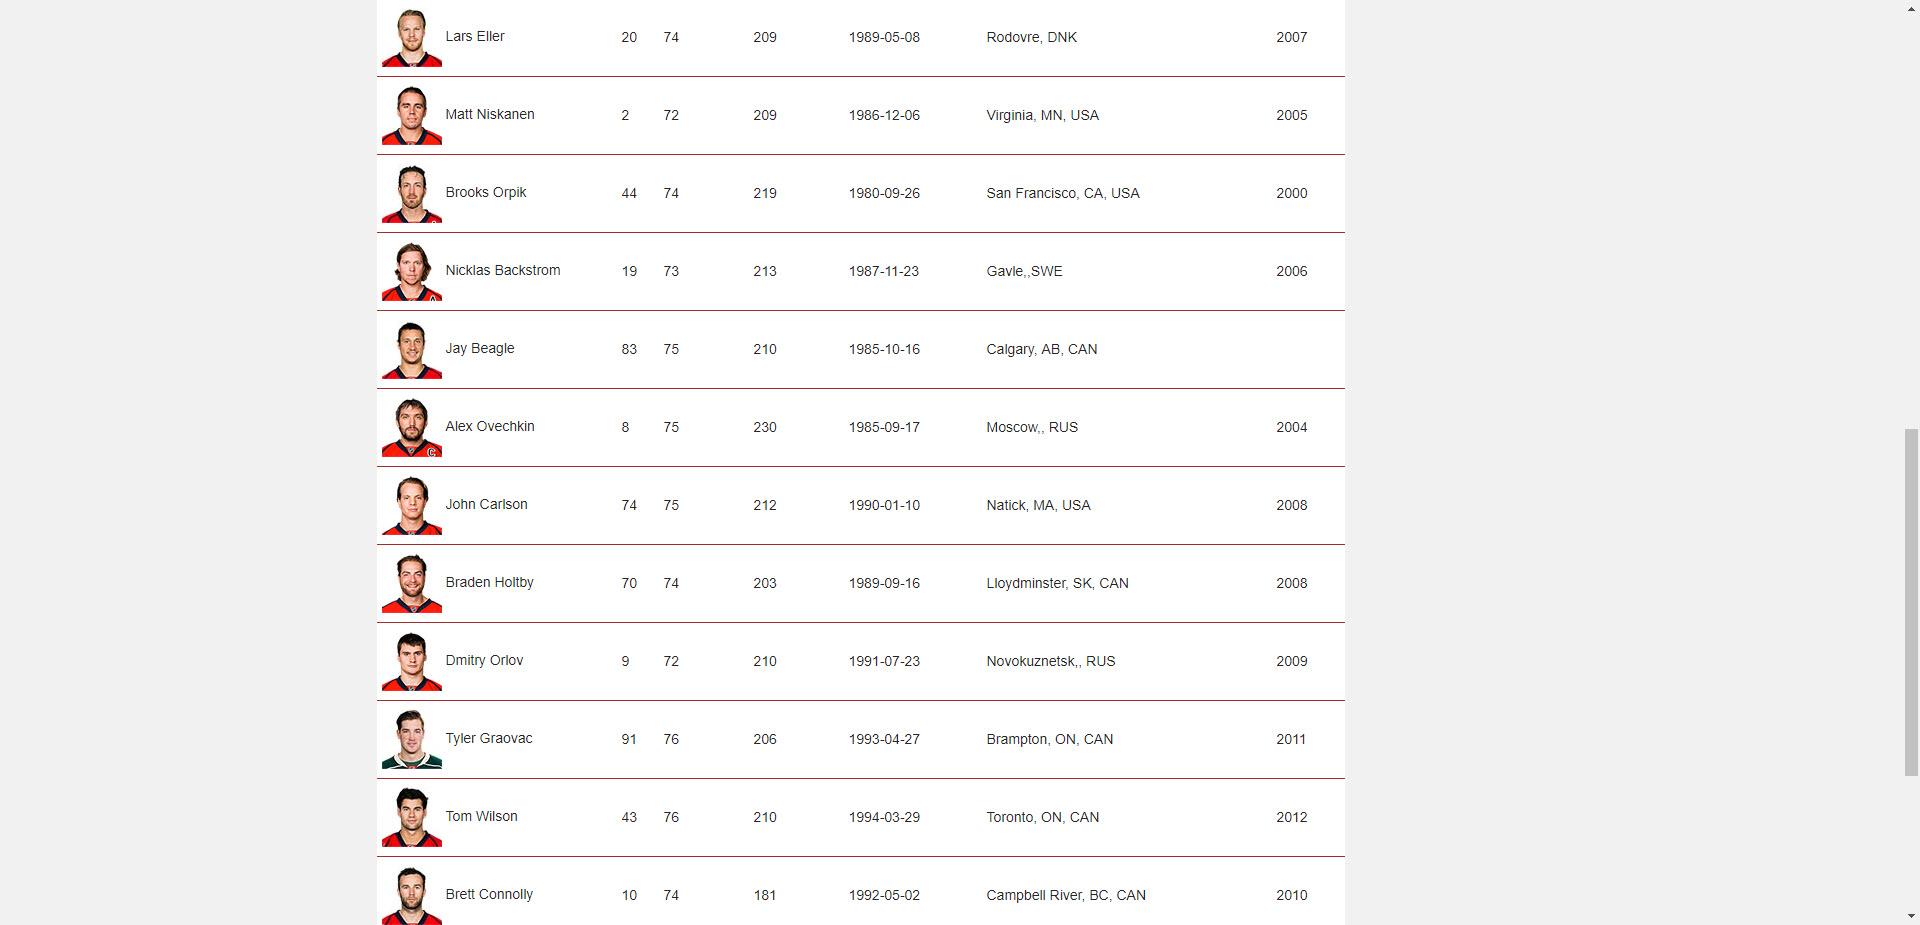 Lars Eller 20 74 209 1989-05-08 Rodovre, DNK 2007
Matt Niskanen 2 72 209 1986-12-06 Virginia, MN, USA 2005
Brooks Orpik 44 74 219 1980-09-26 San Francisco, CA, USA 2000
Nicklas Backstrom 19 73 213 1987-11-23 Gavle,,SWE 2006
Jay Beagle 83 75 210 1985-10-16 Calgary, AB, CAN
Alex Ovechkin 8 75 230 1985-09-17 Moscow,, RUS 2004
John Carlson 74 75 212 1990-01-10 Natick, MA, USA 2008
Braden Holtby 70 74 203 1989-09-16 Lloydminster, SK, CAN 2008
Dmitry Orlov 9 72 210 1991-07-23 Novokuznetsk,, RUS 2009
Tyler Graovac 91 76 206 1993-04-27 Brampton, ON, CAN 2011
Tom Wilson 43 76 210 1994-03-29 Toronto, ON, CAN 2012
Brett Connolly 10 74 181 1992-05-02 Campbell River, BC, CAN 2010